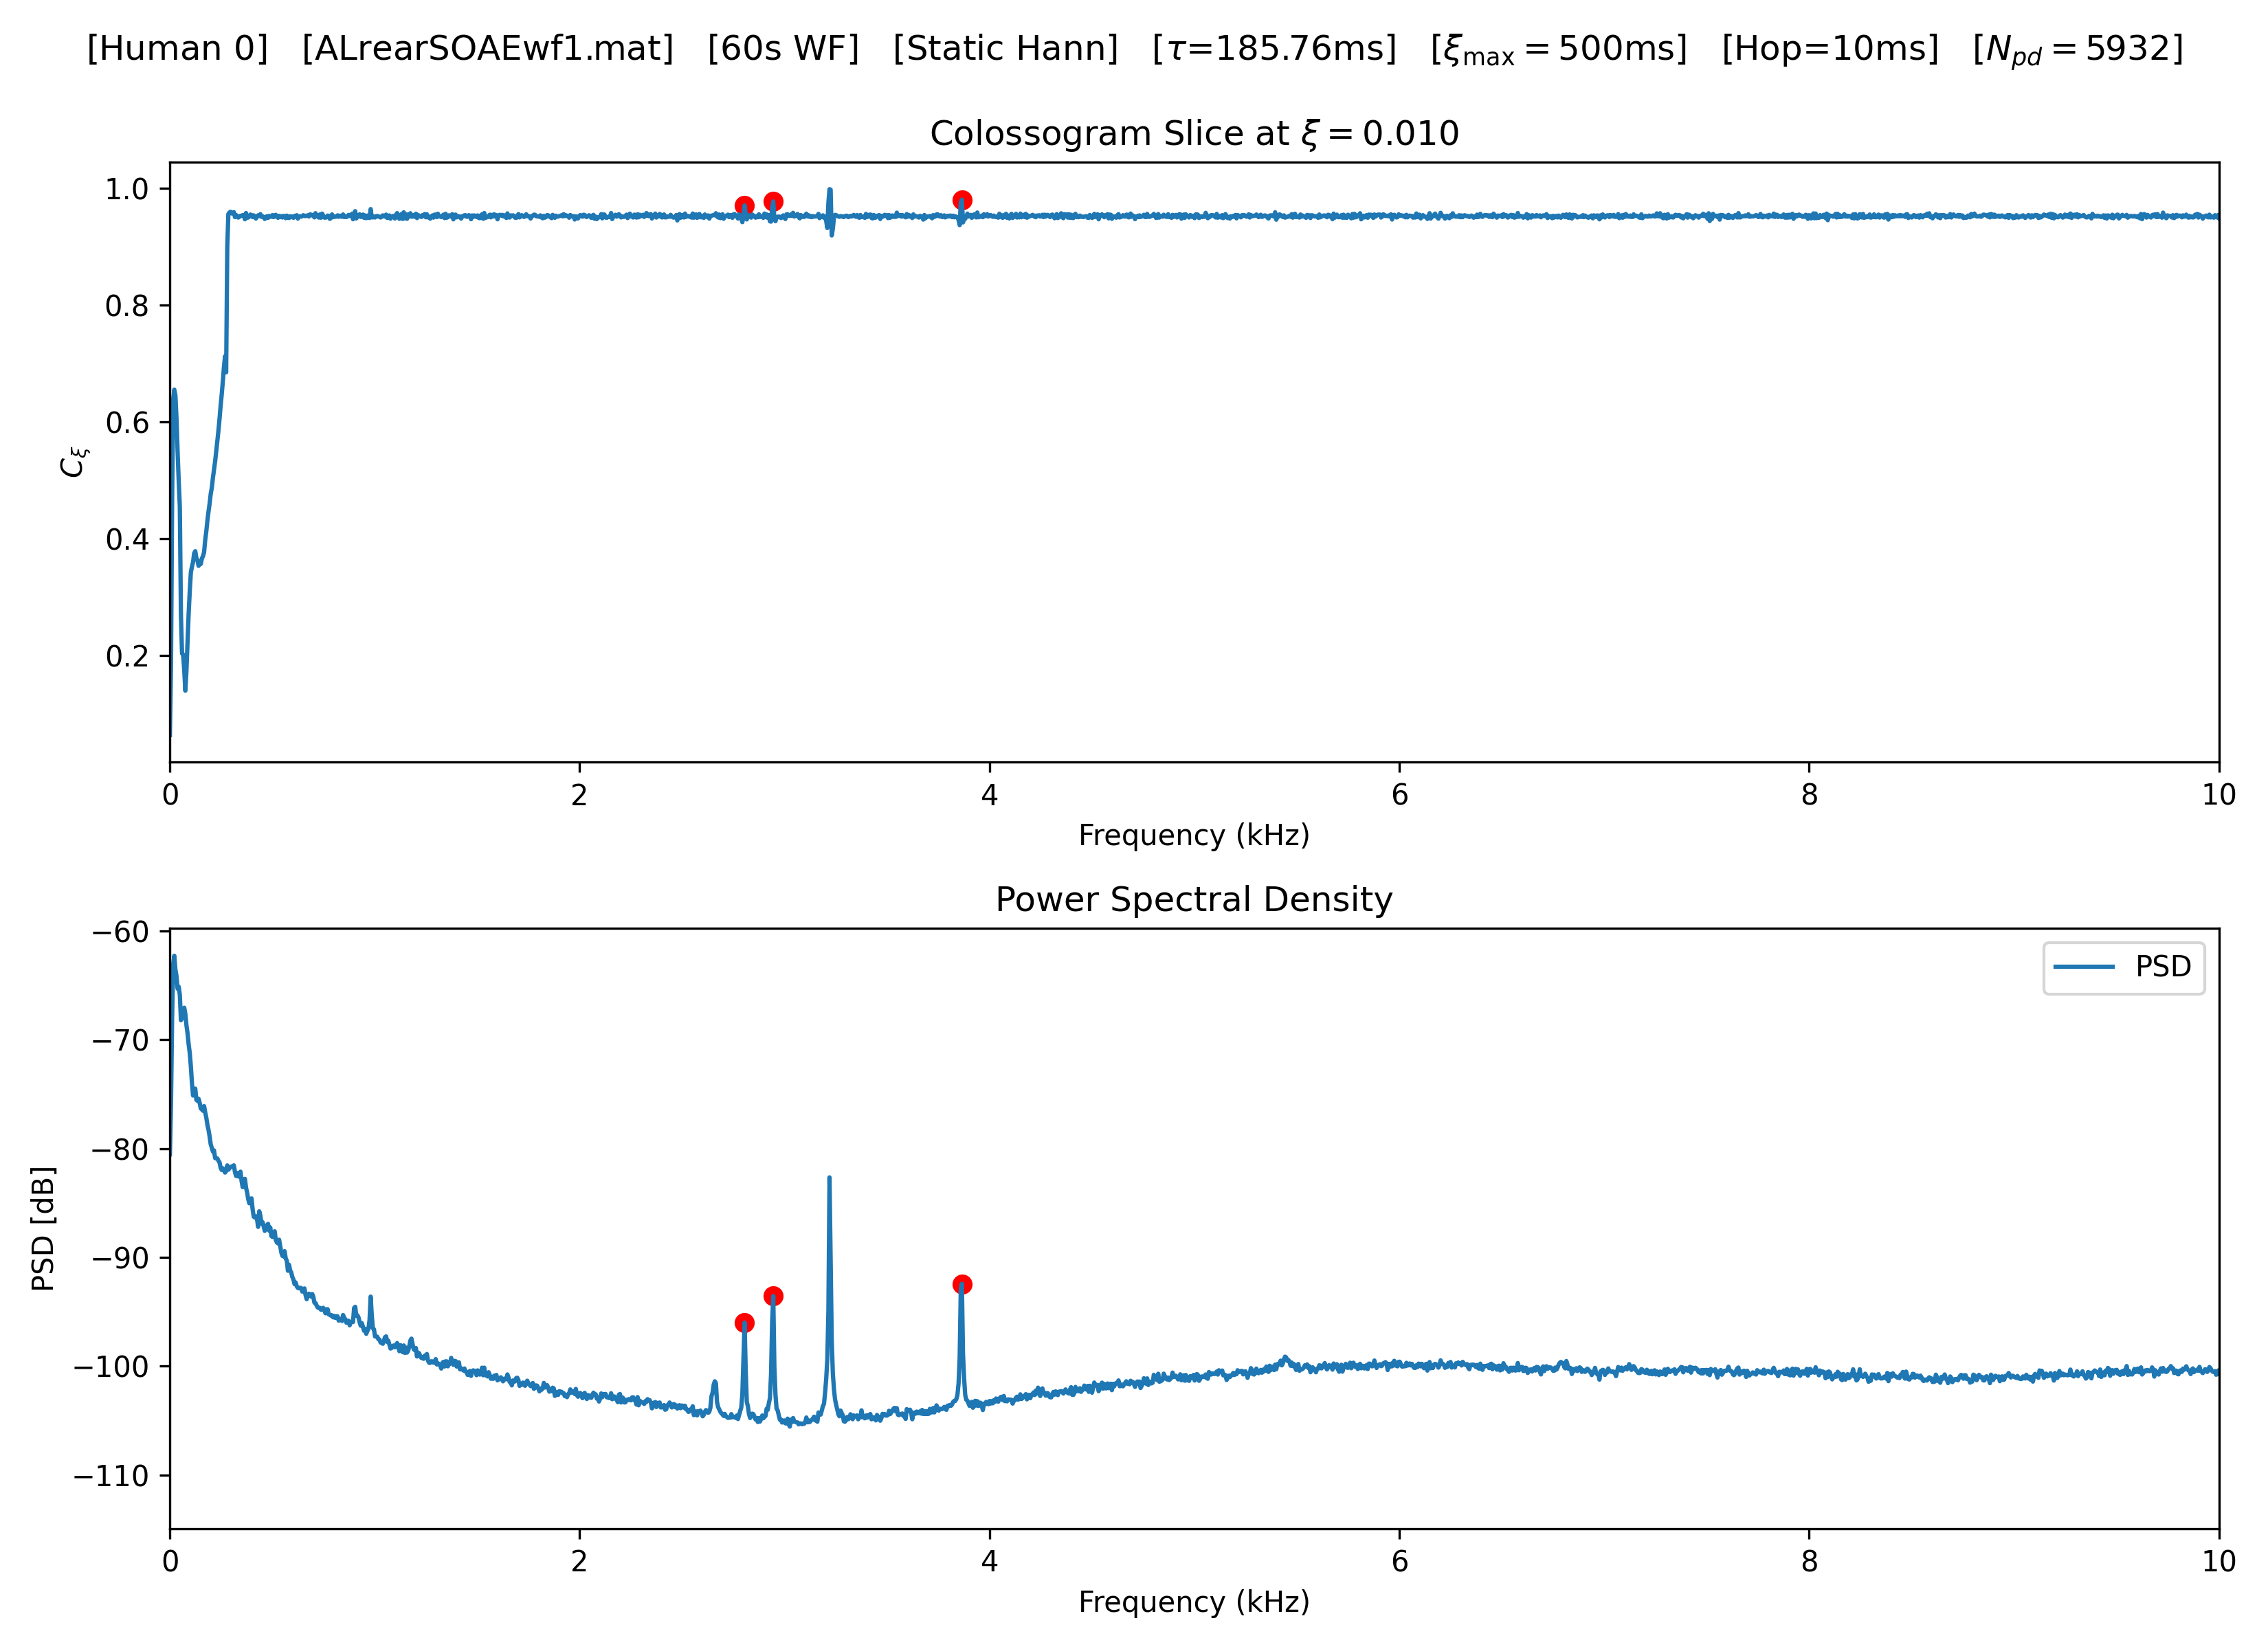 [Human 0] [ALrearSOAEwf1.mat] [60s WF] [Static Hann] [τ=185.76ms] [ξmax = 500ms] [Hop=10ms] [Npd = 5932]
Colossogram Slice at ξ = 0.010
1.0
0.8
0.6
0.4
0.2
Cξ
0 2 4 6 8 10
Frequency (kHz)
Power Spectral Density
−60
−70
−80
−90
−100
−110
PSD [dB]
PSD
0 2 4 6 8 10
Frequency (kHz)